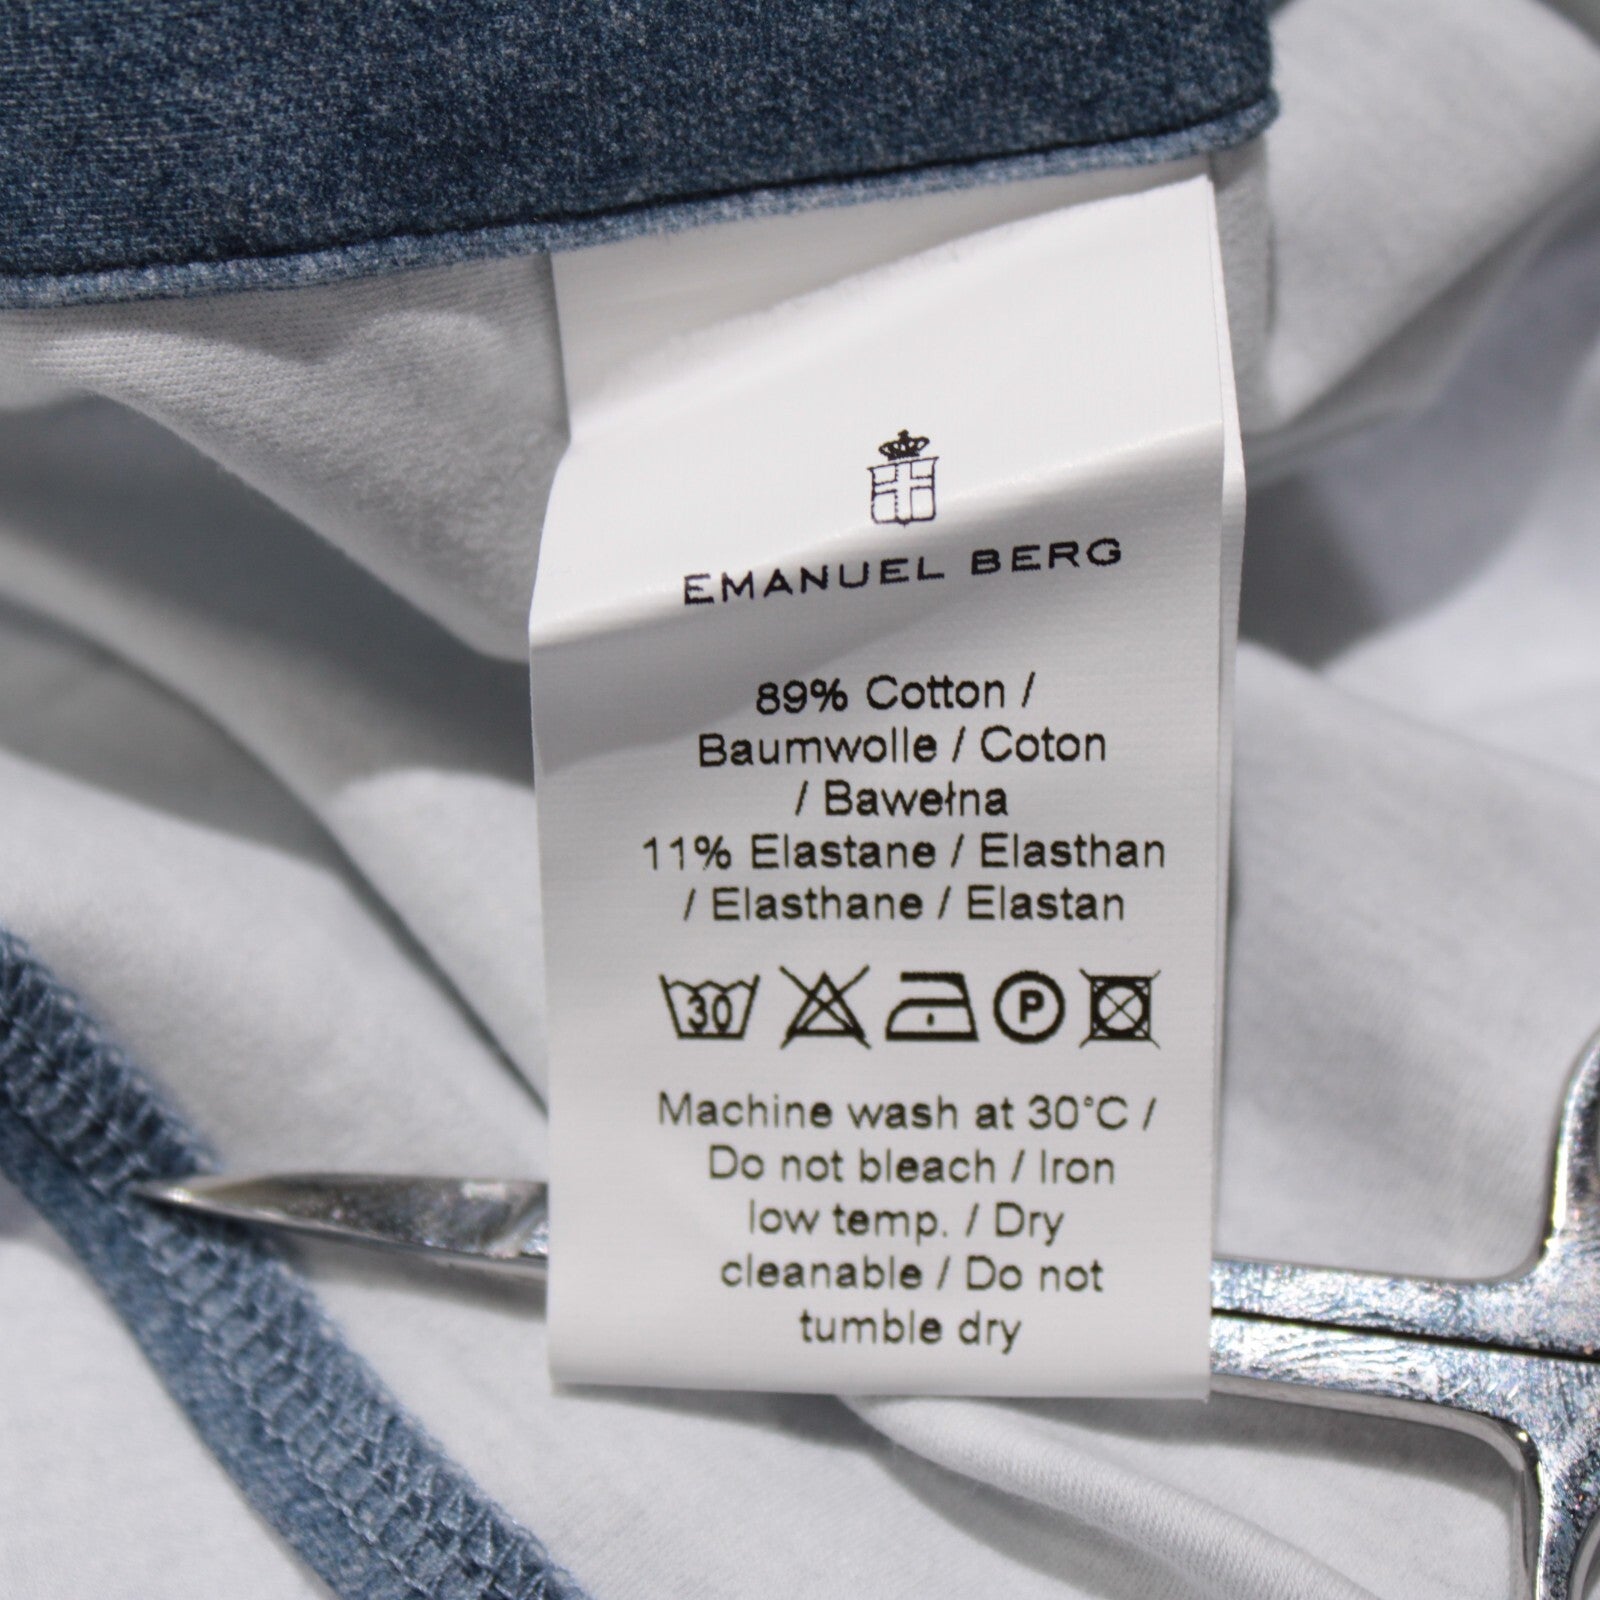 EMANUEL BERG
89% Cotton /
Baumwolle / Coton
/ Bawełna
11% Elastane / Elasthan
/ Elasthane / Elastan
30 P
Machine wash at 30°C /
Do not bleach / Iron
low temp. / Dry
cleanable / Do not
tumble dry